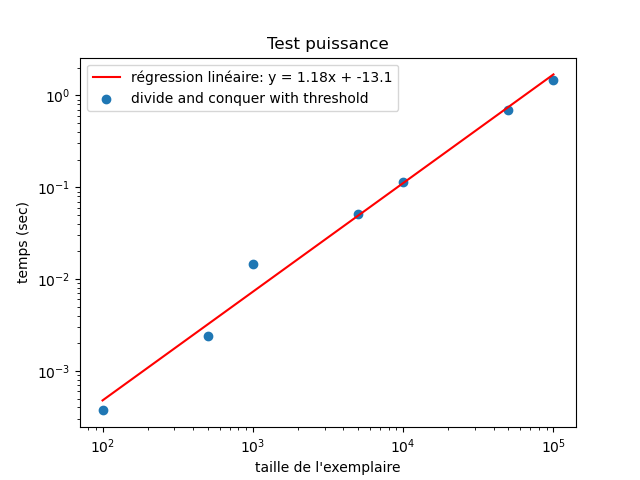 Test puissance
régression linéaire: y = 1.18x + -13.1
divide and conquer with threshold
temps (sec)
10⁰
10⁻¹
10⁻²
10⁻³
10² 10³ 10⁴ 10⁵
taille de l'exemplaire